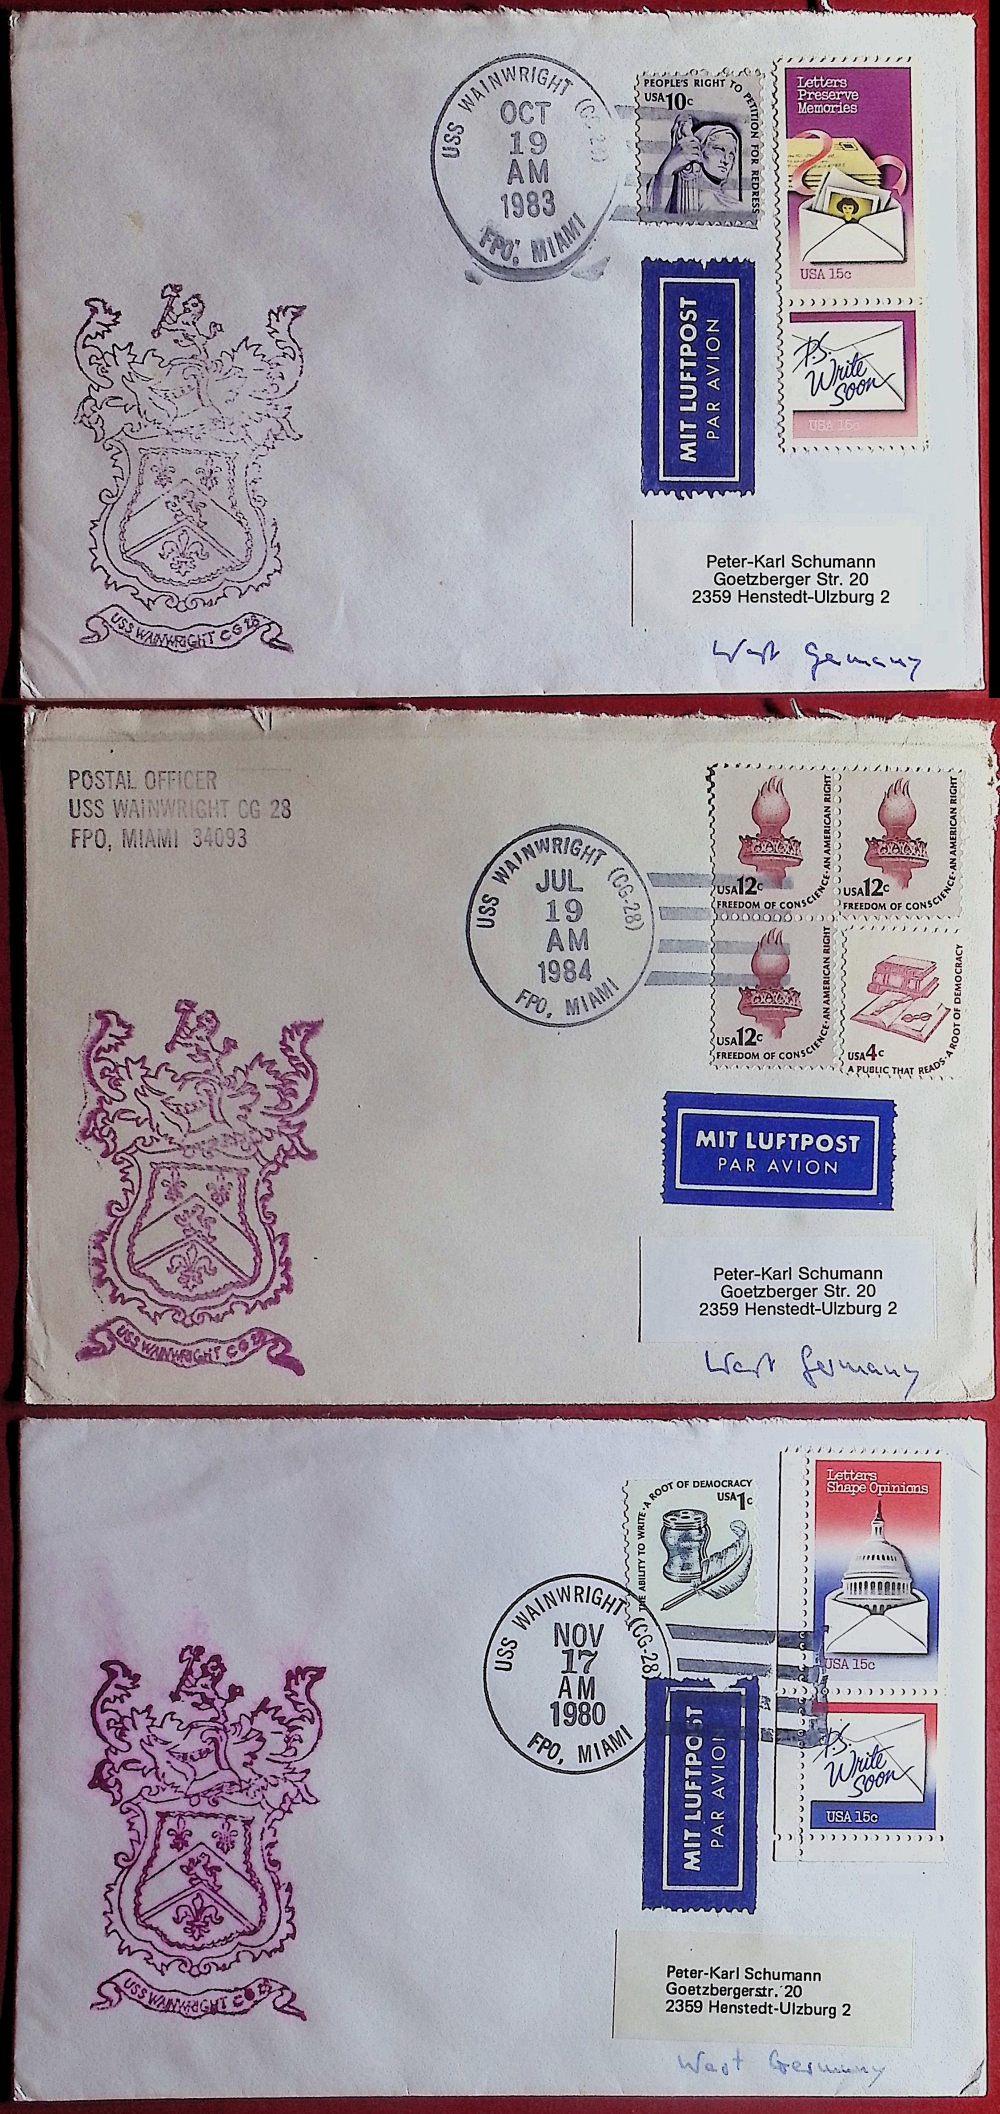 USS WAINWRIGHT (CG-28)
OCT
19
AM
1983
FPO, MIAMI
PEOPLE'S RIGHT TO PETITION FOR REDRESS
USA 10c
Letters
Preserve
Memories
USA 15c
P.S.
Write
soon
USA 15c
MIT LUFTPOST
PAR AVION
Peter-Karl Schumann
Goetzberger Str. 20
2359 Henstedt-Ulzburg 2
West Germany
USS WAINWRIGHT CG 28
POSTAL OFFICER
USS WAINWRIGHT CG 28
FPO, MIAMI 34093
USS WAINWRIGHT (CG-28)
JUL
19
AM
1984
FPO, MIAMI
USA 12c
FREEDOM OF CONSCIENCE·AN AMERICAN RIGHT
USA 12c
FREEDOM OF CONSCIENCE·AN AMERICAN RIGHT
USA 12c
FREEDOM OF CONSCIENCE·AN AMERICAN RIGHT
USA 4c
A PUBLIC THAT READS·A ROOT OF DEMOCRACY
MIT LUFTPOST
PAR AVION
Peter-Karl Schumann
Goetzberger Str. 20
2359 Henstedt-Ulzburg 2
West Germany
USS WAINWRIGHT CG 28
USS WAINWRIGHT (CG-28)
NOV
17
AM
1980
FPO, MIAMI
THE ABILITY TO WRITE·A ROOT OF DEMOCRACY
USA 1c
Letters
Shape Opinions
USA 15c
P.S.
Write
soon
USA 15c
MIT LUFTPOST
PAR AVION
Peter-Karl Schumann
Goetzbergerstr. 20
2359 Henstedt-Ulzburg 2
West Germany
USS WAINWRIGHT CG 28